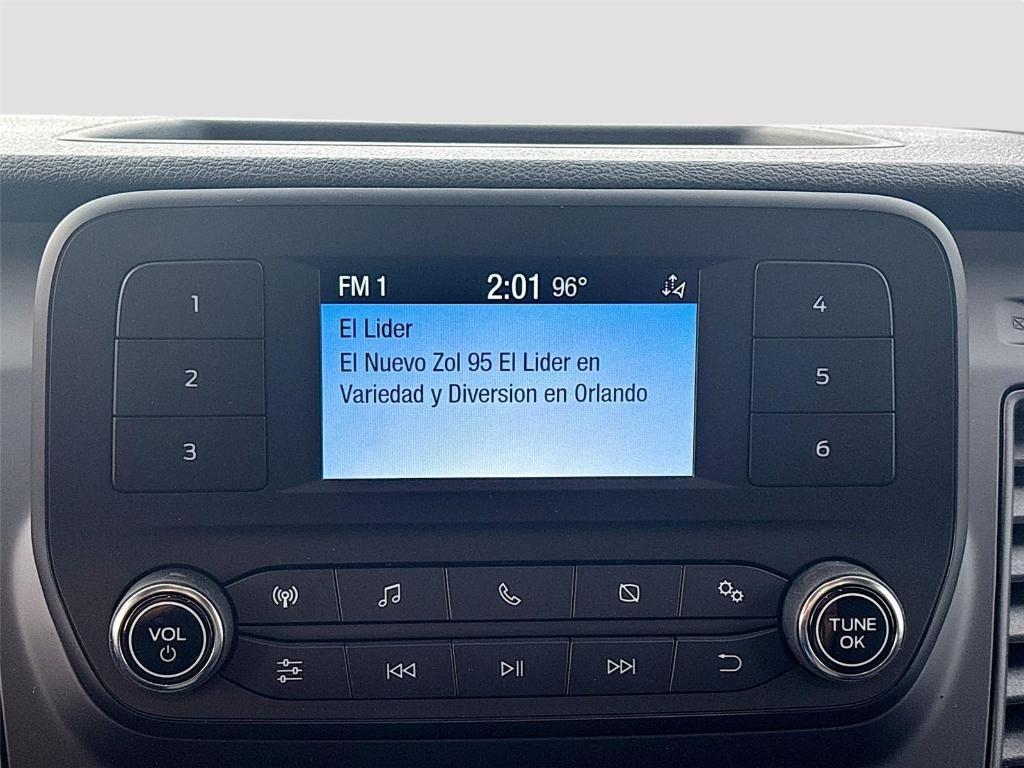 FM 1 2:01 96°
El Lider
El Nuevo Zol 95 El Lider en
Variedad y Diversion en Orlando
1
2
3
4
5
6
VOL
TUNE
OK